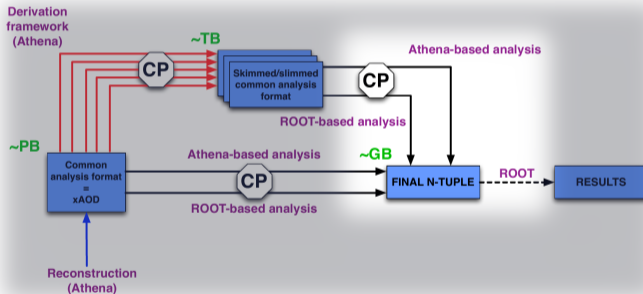 Derivation
framework
(Athena)
~TB
CP
Skimmed/slimmed
common analysis
format
CP
Athena-based analysis
ROOT-based analysis
~PB
Common
analysis format
=
xAOD
Athena-based analysis
CP
ROOT-based analysis
~GB
FINAL N-TUPLE
ROOT
RESULTS
Reconstruction
(Athena)